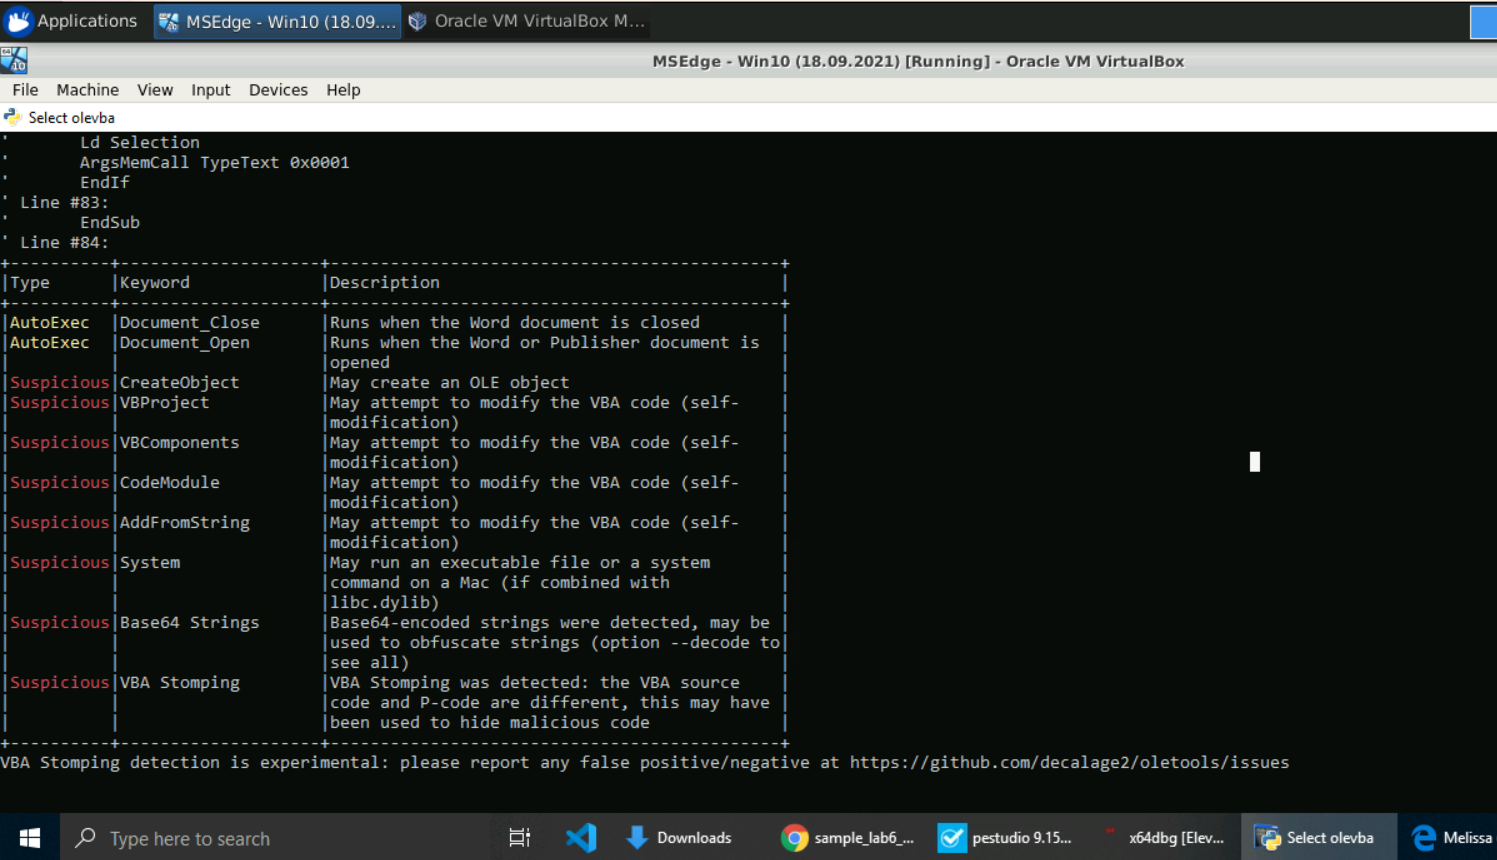 Applications MSEdge - Win10 (18.09.... Oracle VM VirtualBox M...
MSEdge - Win10 (18.09.2021) [Running] - Oracle VM VirtualBox
File Machine View Input Devices Help
Select olevba
' Ld Selection
' ArgsMemCall TypeText 0x0001
' EndIf
' Line #83:
' EndSub
' Line #84:
+----------+--------------------+---------------------------------------------+
|Type |Keyword |Description |
+----------+--------------------+---------------------------------------------+
|AutoExec |Document_Close |Runs when the Word document is closed |
|AutoExec |Document_Open |Runs when the Word or Publisher document is |
| | |opened |
|Suspicious|CreateObject |May create an OLE object |
|Suspicious|VBProject |May attempt to modify the VBA code (self- |
| | |modification) |
|Suspicious|VBComponents |May attempt to modify the VBA code (self- |
| | |modification) |
|Suspicious|CodeModule |May attempt to modify the VBA code (self- |
| | |modification) |
|Suspicious|AddFromString |May attempt to modify the VBA code (self- |
| | |modification) |
|Suspicious|System |May run an executable file or a system |
| | |command on a Mac (if combined with |
| | |libc.dylib) |
|Suspicious|Base64 Strings |Base64-encoded strings were detected, may be |
| | |used to obfuscate strings (option --decode to|
| | |see all) |
|Suspicious|VBA Stomping |VBA Stomping was detected: the VBA source |
| | |code and P-code are different, this may have |
| | |been used to hide malicious code |
+----------+--------------------+---------------------------------------------+
VBA Stomping detection is experimental: please report any false positive/negative at https://github.com/decalage2/oletools/issues
Type here to search Downloads sample_lab6_... pestudio 9.15... x64dbg [Elev... Select olevba Melissa